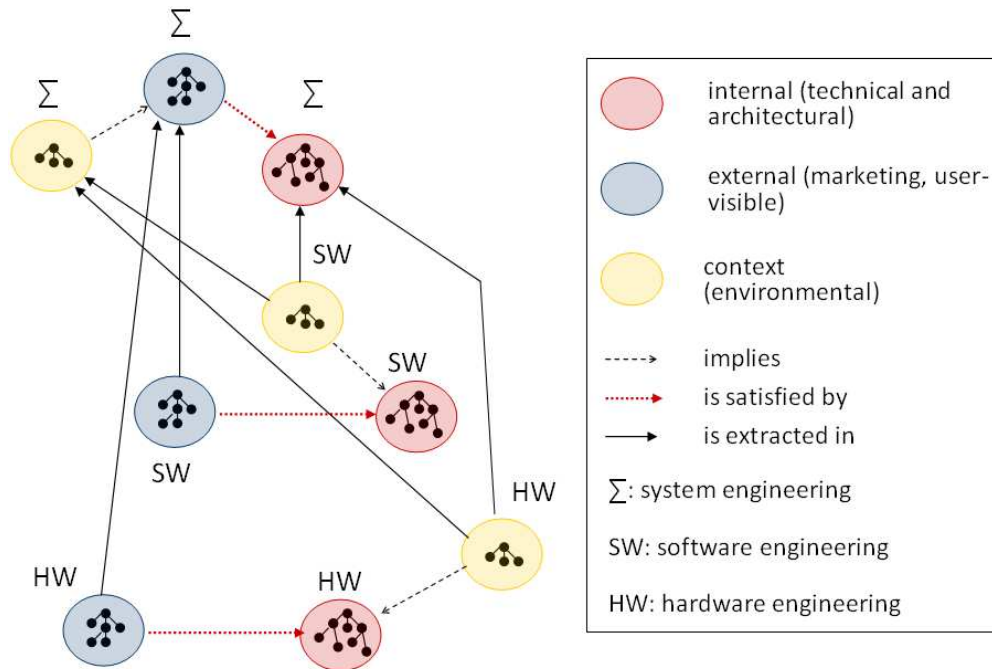 ∑
∑
∑
SW
SW
SW
HW
HW
HW
internal (technical and
architectural)
external (marketing, user-
visible)
context
(environmental)
implies
is satisfied by
is extracted in
∑: system engineering
SW: software engineering
HW: hardware engineering